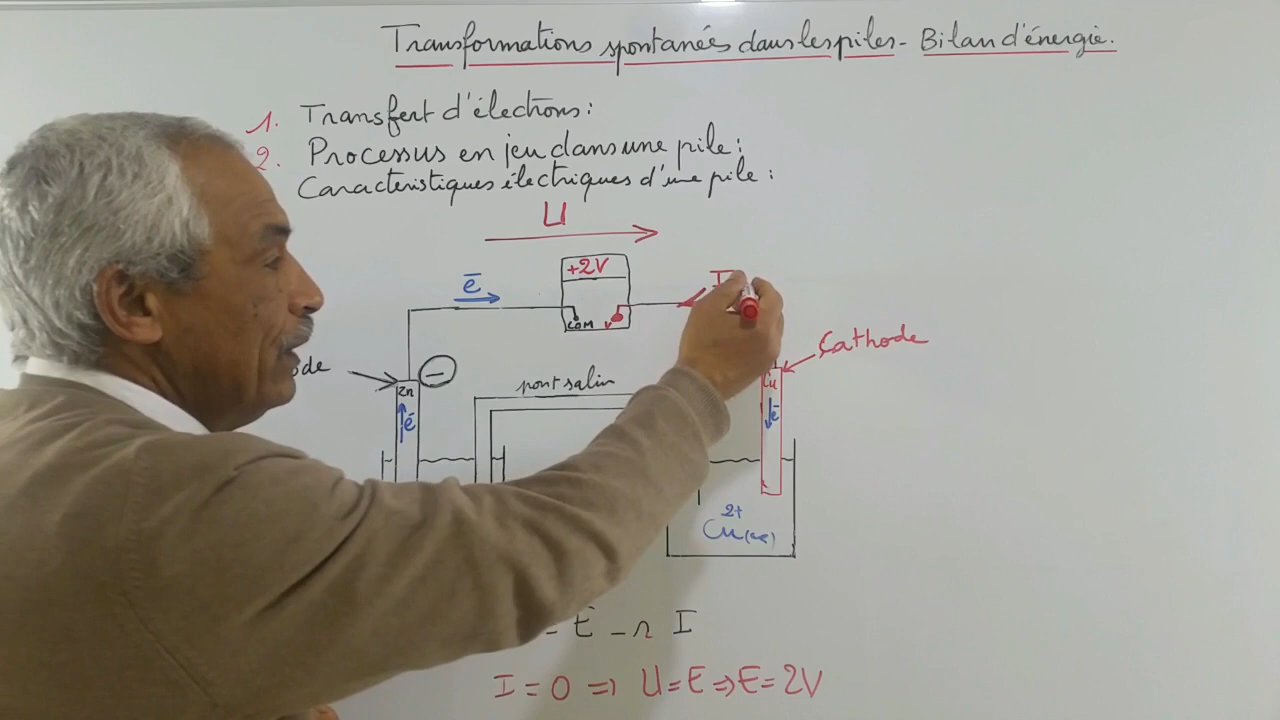 Transformations spontanées dans les piles - Bilan d'énergie.
1. Transfert d'électrons:
2. Processus en jeu dans une pile:
Caractéristiques électriques d'une pile:
U
+2V
COM V
e-
I
Cathode
-
Zn
e-
pont salin
Cu
e-
Cu2+(aq)
E - r I
I = 0 => U = E => E = 2V